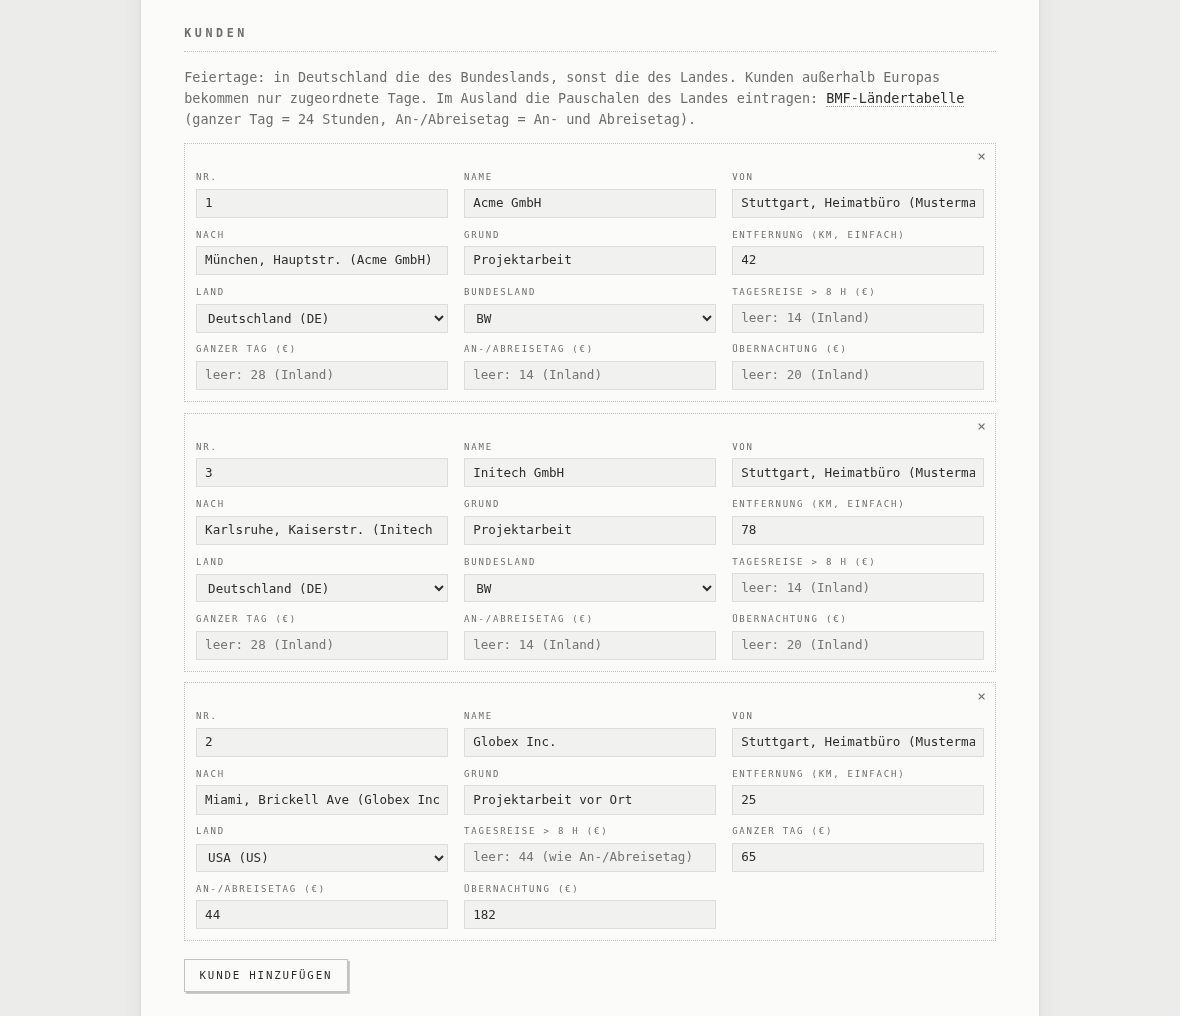 KUNDEN
Feiertage: in Deutschland die des Bundeslands, sonst die des Landes. Kunden außerhalb Europas
bekommen nur zugeordnete Tage. Im Ausland die Pauschalen des Landes eintragen: BMF-Ländertabelle
(ganzer Tag = 24 Stunden, An-/Abreisetag = An- und Abreisetag).
×
NR. NAME VON
1 Acme GmbH Stuttgart, Heimatbüro (Musterma
NACH GRUND ENTFERNUNG (KM, EINFACH)
München, Hauptstr. (Acme GmbH) Projektarbeit 42
LAND BUNDESLAND TAGESREISE > 8 H (€)
Deutschland (DE) BW leer: 14 (Inland)
GANZER TAG (€) AN-/ABREISETAG (€) ÜBERNACHTUNG (€)
leer: 28 (Inland) leer: 14 (Inland) leer: 20 (Inland)
×
NR. NAME VON
3 Initech GmbH Stuttgart, Heimatbüro (Musterma
NACH GRUND ENTFERNUNG (KM, EINFACH)
Karlsruhe, Kaiserstr. (Initech Projektarbeit 78
LAND BUNDESLAND TAGESREISE > 8 H (€)
Deutschland (DE) BW leer: 14 (Inland)
GANZER TAG (€) AN-/ABREISETAG (€) ÜBERNACHTUNG (€)
leer: 28 (Inland) leer: 14 (Inland) leer: 20 (Inland)
×
NR. NAME VON
2 Globex Inc. Stuttgart, Heimatbüro (Musterma
NACH GRUND ENTFERNUNG (KM, EINFACH)
Miami, Brickell Ave (Globex Inc Projektarbeit vor Ort 25
LAND TAGESREISE > 8 H (€) GANZER TAG (€)
USA (US) leer: 44 (wie An-/Abreisetag) 65
AN-/ABREISETAG (€) ÜBERNACHTUNG (€)
44 182
KUNDE HINZUFÜGEN